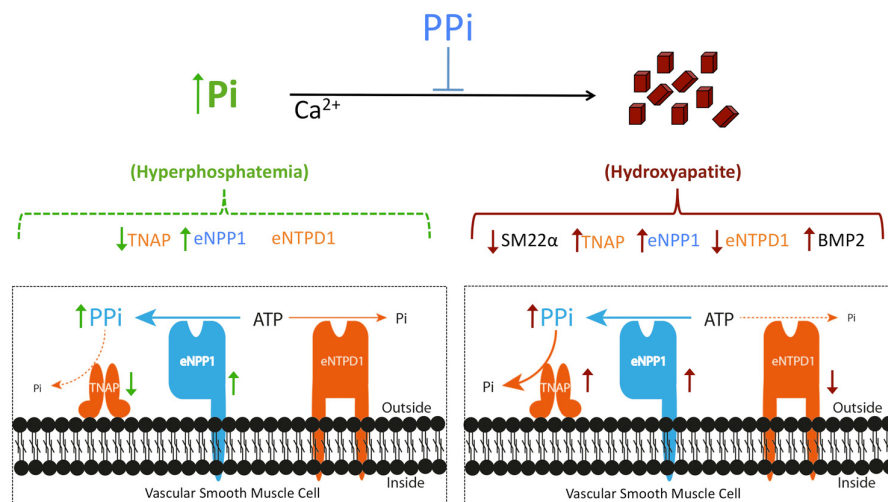 PPi
↑Pi
Ca²⁺
(Hyperphosphatemia)
(Hydroxyapatite)
↓TNAP ↑eNPP1 eNTPD1
↓SM22α ↑TNAP ↑eNPP1 ↓eNTPD1 ↑BMP2
↑PPi ATP Pi
eNPP1
eNTPD1
Pi
TNAP
Outside
Inside
Vascular Smooth Muscle Cell
↑PPi ATP Pi
eNPP1
eNTPD1
Pi
TNAP
Outside
Inside
Vascular Smooth Muscle Cell